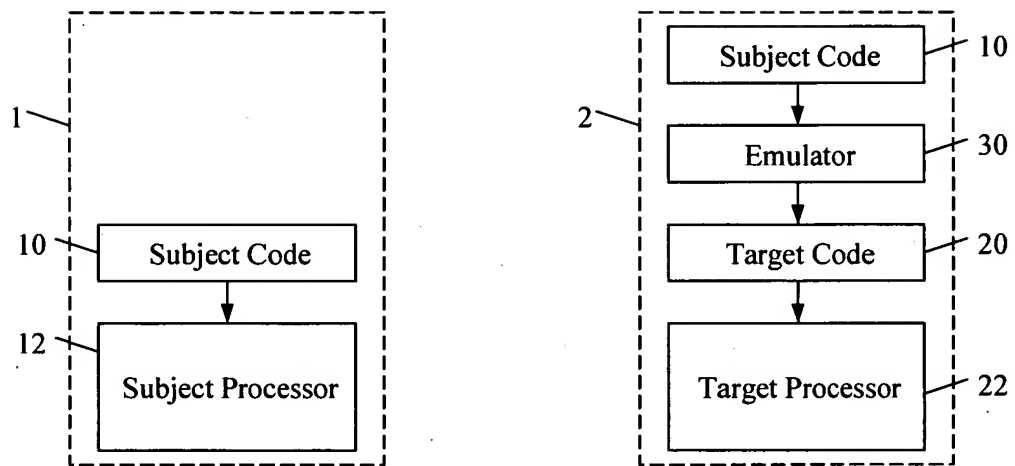 1
10
Subject Code
12
Subject Processor
2
Subject Code
10
Emulator
30
Target Code
20
Target Processor
22